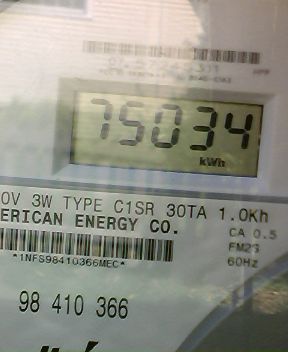 75034
kWh
0V 3W TYPE C1SR 30TA 1.0Kh
ERICAN ENERGY CO.
CA 0.5
*1NFS98410366MEC*
FM2S
60Hz
98 410 366